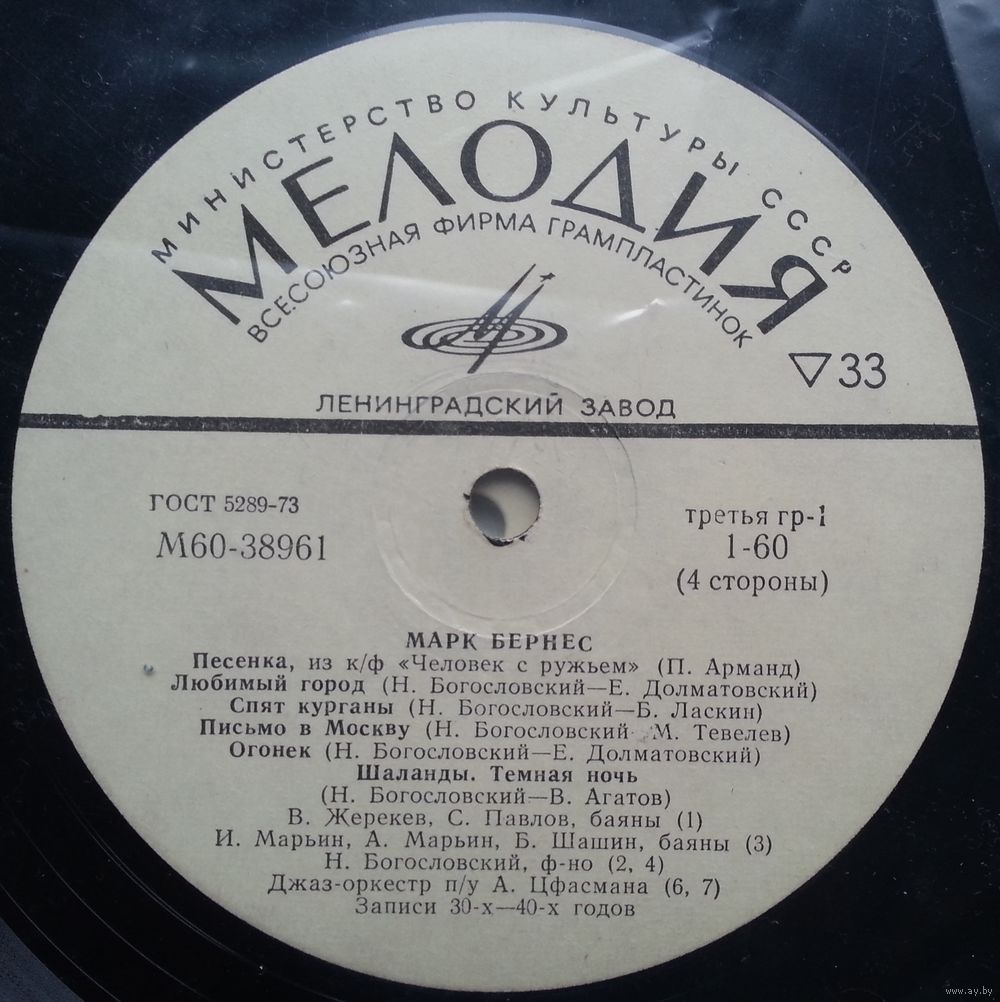 МИНИСТЕРСТВО КУЛЬТУРЫ СССР
МЕЛОДИЯ
ВСЕСОЮЗНАЯ ФИРМА ГРАМПЛАСТИНОК
▽33
ЛЕНИНГРАДСКИЙ ЗАВОД
ГОСТ 5289-73
М60-38961
третья гр-1
1-60
(4 стороны)
МАРК БЕРНЕС
Песенка, из к/ф «Человек с ружьем» (П. Арманд)
Любимый город (Н. Богословский—Е. Долматовский)
Спят курганы (Н. Богословский—Б. Ласкин)
Письмо в Москву (Н. Богословский М. Тевелев)
Огонек (Н. Богословский—Е. Долматовский)
Шаланды. Темная ночь
(Н. Богословский—В. Агатов)
В. Жерекев, С. Павлов, баяны (1)
И. Марьин, А. Марьин, Б. Шашин, баяны (3)
Н. Богословский, ф-но (2, 4)
Джаз-оркестр п/у А. Цфасмана (6, 7)
Записи 30-х—40-х годов
www.ay.by